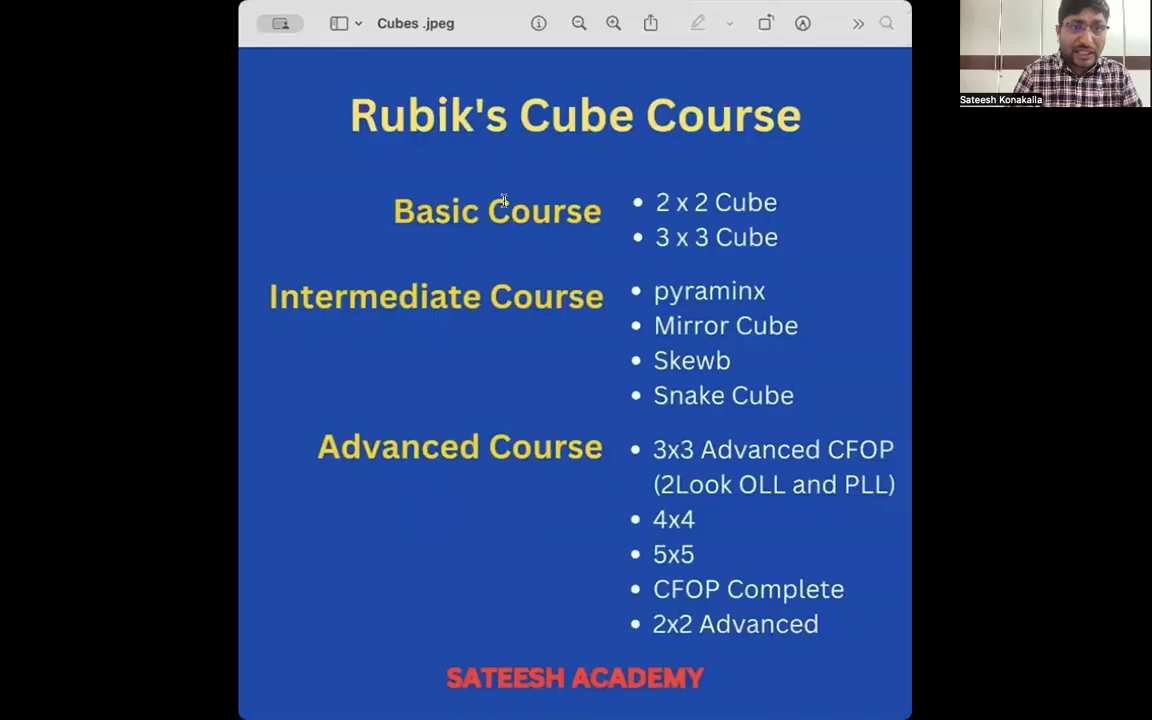 Cubes .jpeg
Sateesh Konakalla
Rubik's Cube Course
Basic Course
• 2 x 2 Cube
• 3 x 3 Cube
Intermediate Course
• pyraminx
• Mirror Cube
• Skewb
• Snake Cube
Advanced Course
• 3x3 Advanced CFOP
(2Look OLL and PLL)
• 4x4
• 5x5
• CFOP Complete
• 2x2 Advanced
SATEESH ACADEMY